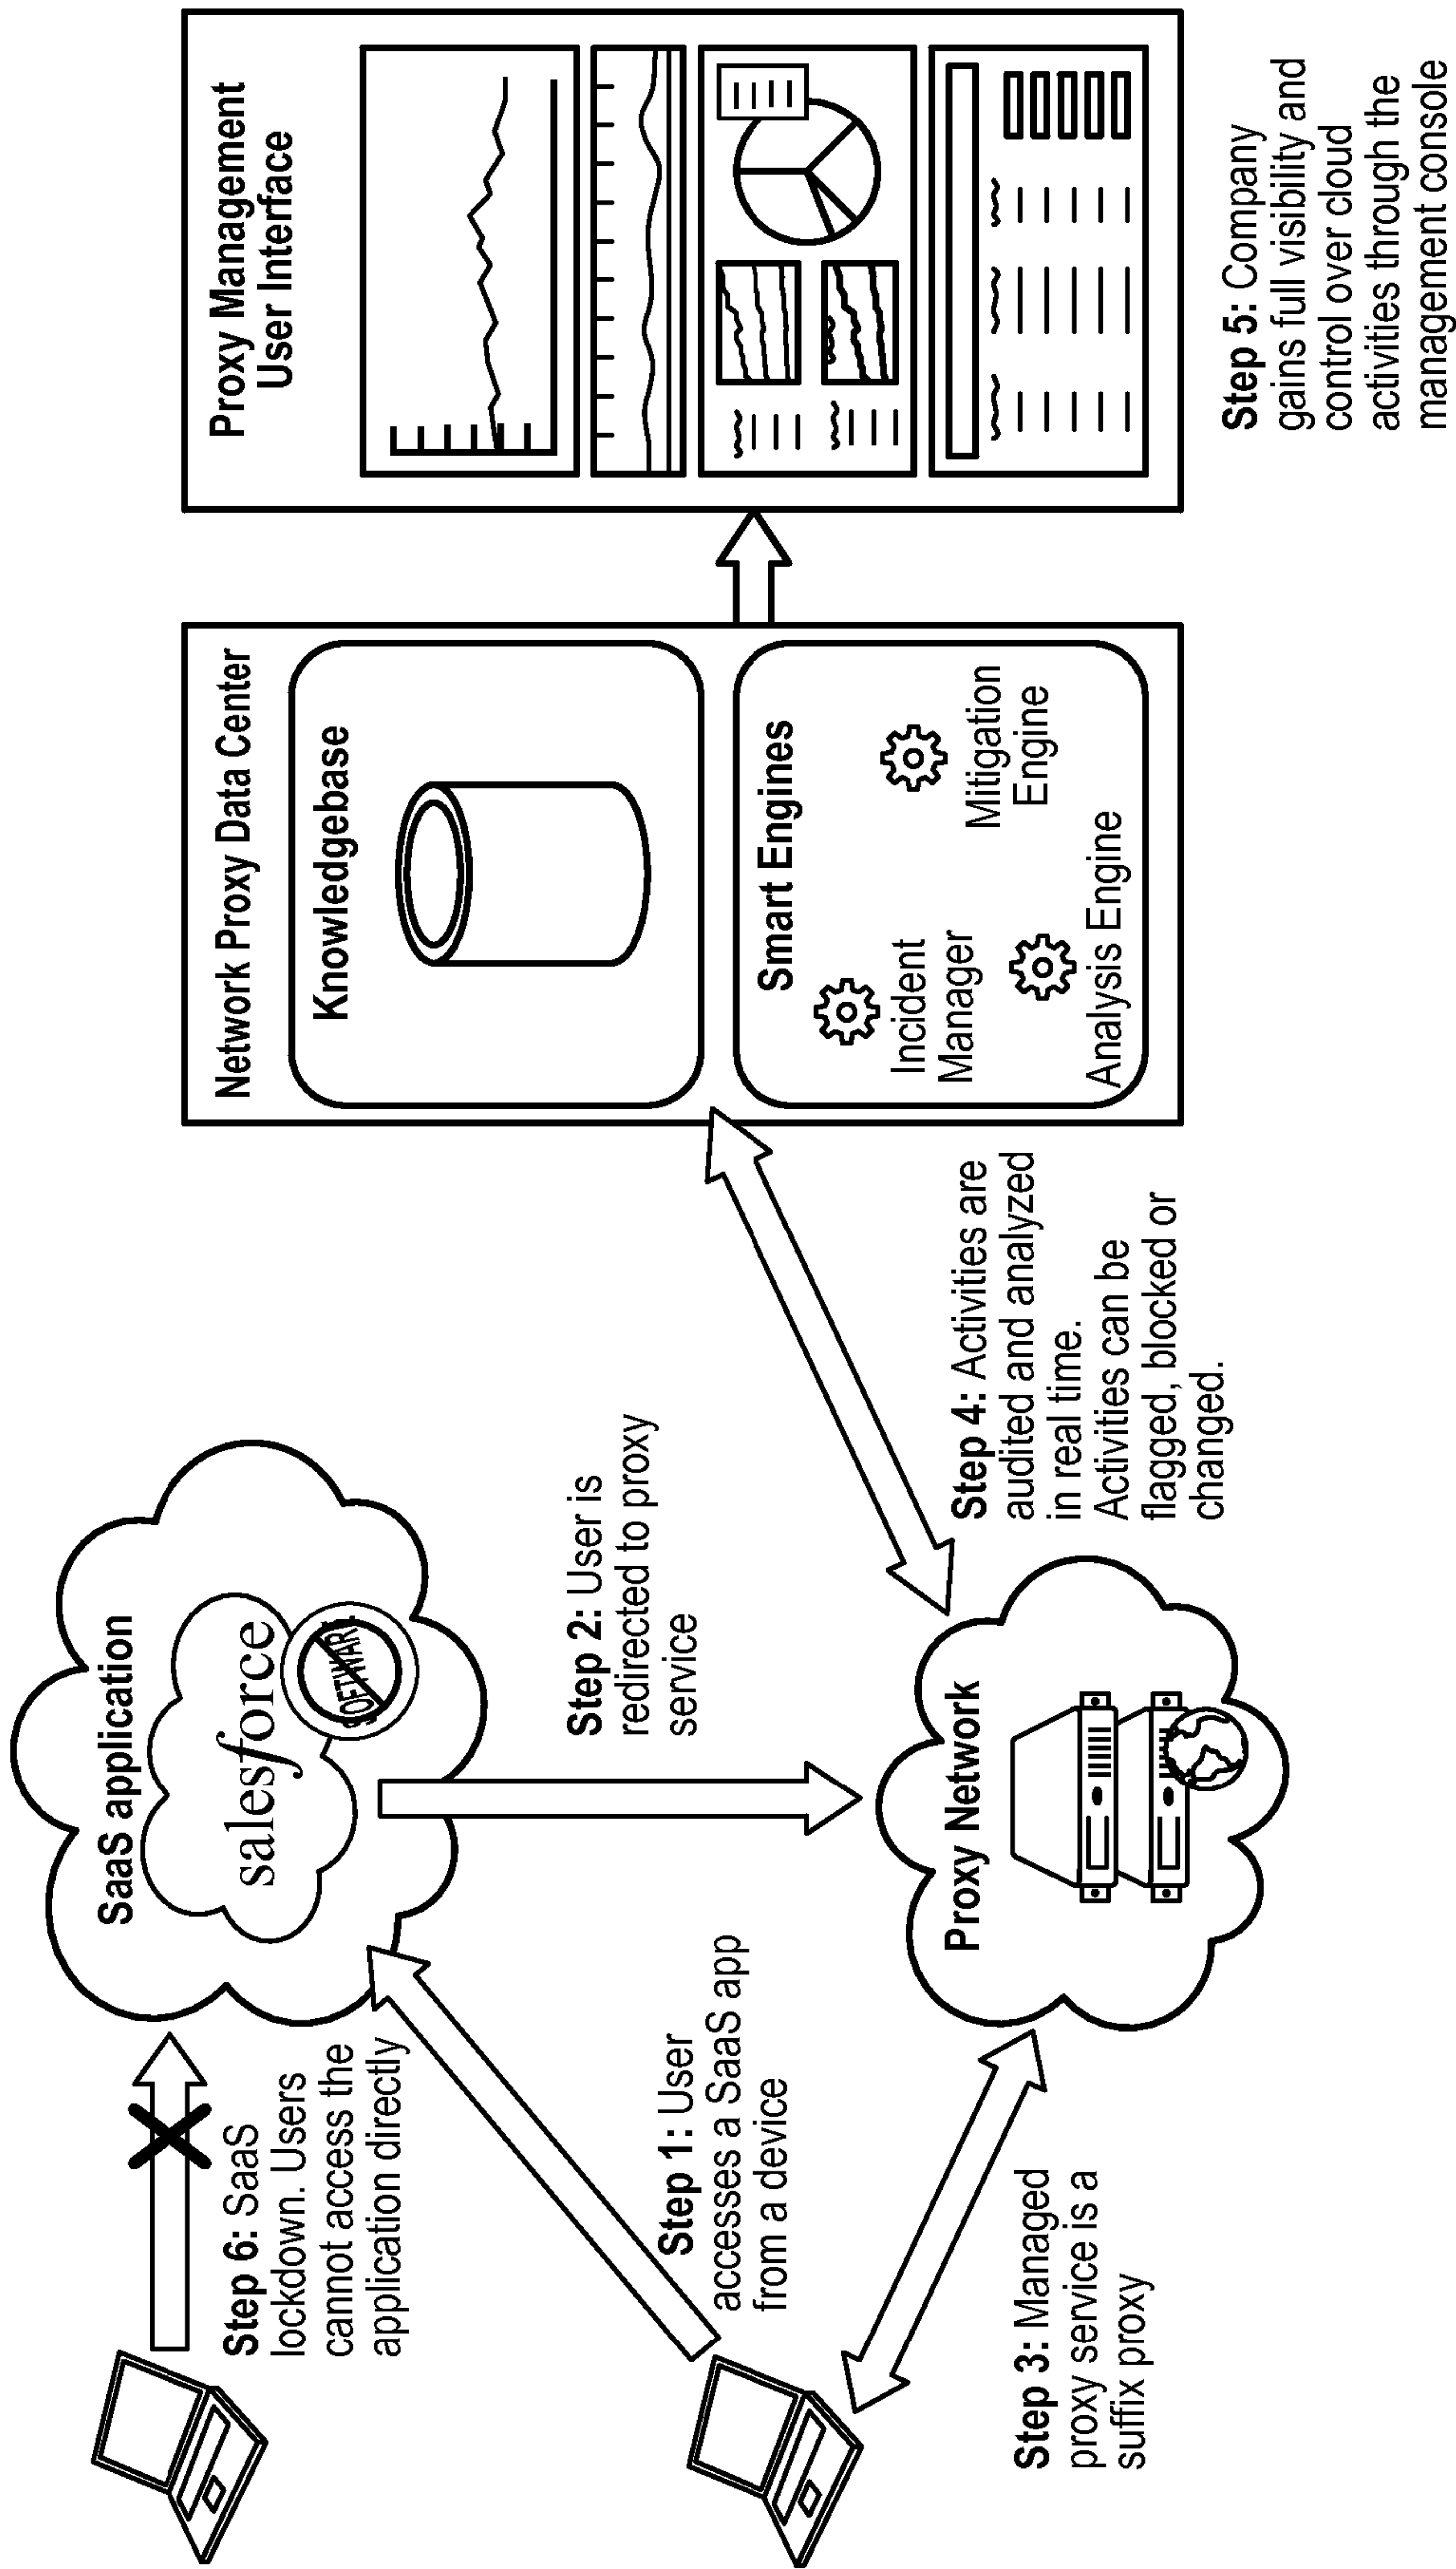 SaaS application
salesforce
SOFTWARE
Step 6: SaaS
lockdown. Users
cannot access the
application directly
Step 1: User
accesses a SaaS app
from a device
Step 2: User is
redirected to proxy
service
Step 3: Managed
proxy service is a
suffix proxy
Proxy Network
Step 4: Activities are
audited and analyzed
in real time.
Activities can be
flagged, blocked or
changed.
Network Proxy Data Center
Knowledgebase
Smart Engines
Incident
Manager
Mitigation
Engine
Analysis Engine
Proxy Management
User Interface
Step 5: Company
gains full visibility and
control over cloud
activities through the
management console